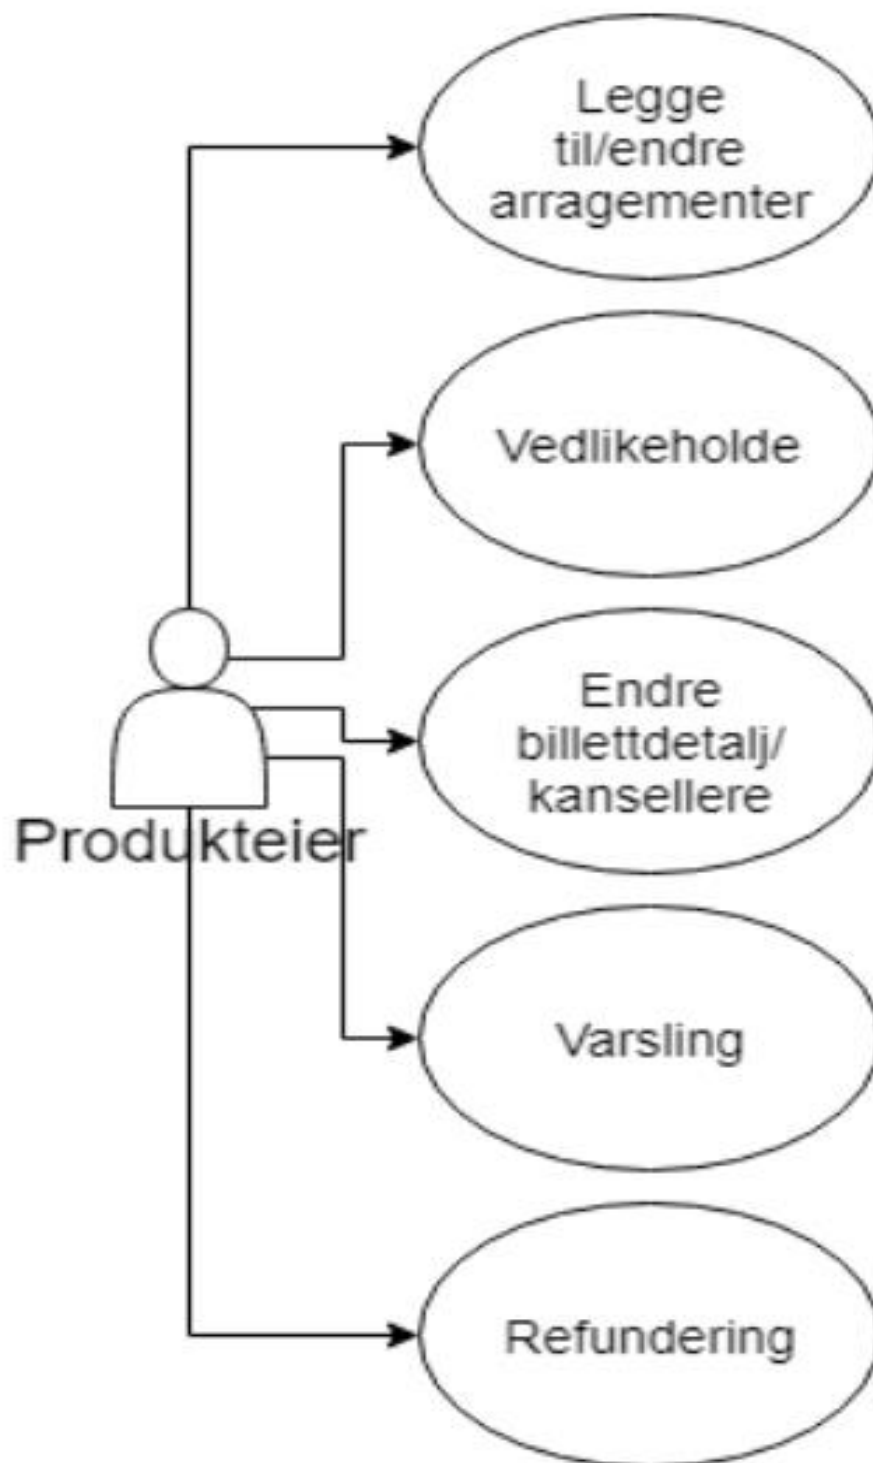 Legge
til/endre
arragementer
Vedlikeholde
Endre
billettdetalj/
kansellere
Produkteier
Varsling
Refundering